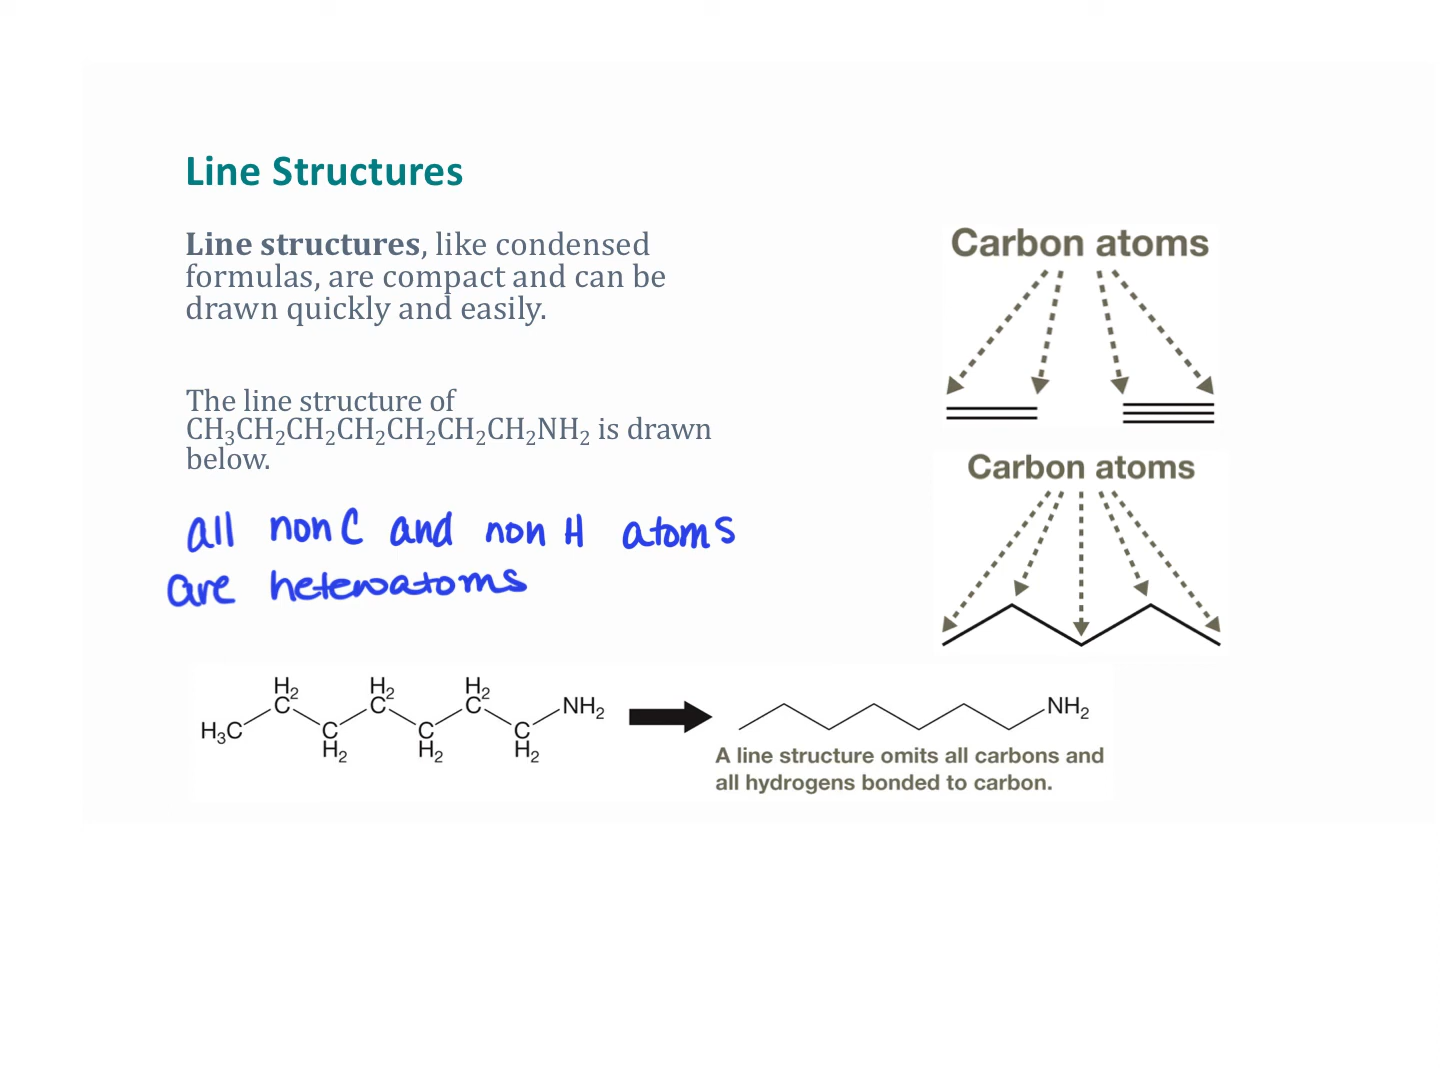 Line Structures
Line structures, like condensed
formulas, are compact and can be
drawn quickly and easily.
The line structure of
CH₃CH₂CH₂CH₂CH₂CH₂CH₂NH₂ is drawn
below.
all non C and non H atoms
are heteroatoms
Carbon atoms
Carbon atoms
H₂ H₂ H₂
C C C NH₂
H₃C C C C
H₂ H₂ H₂
NH₂
A line structure omits all carbons and
all hydrogens bonded to carbon.